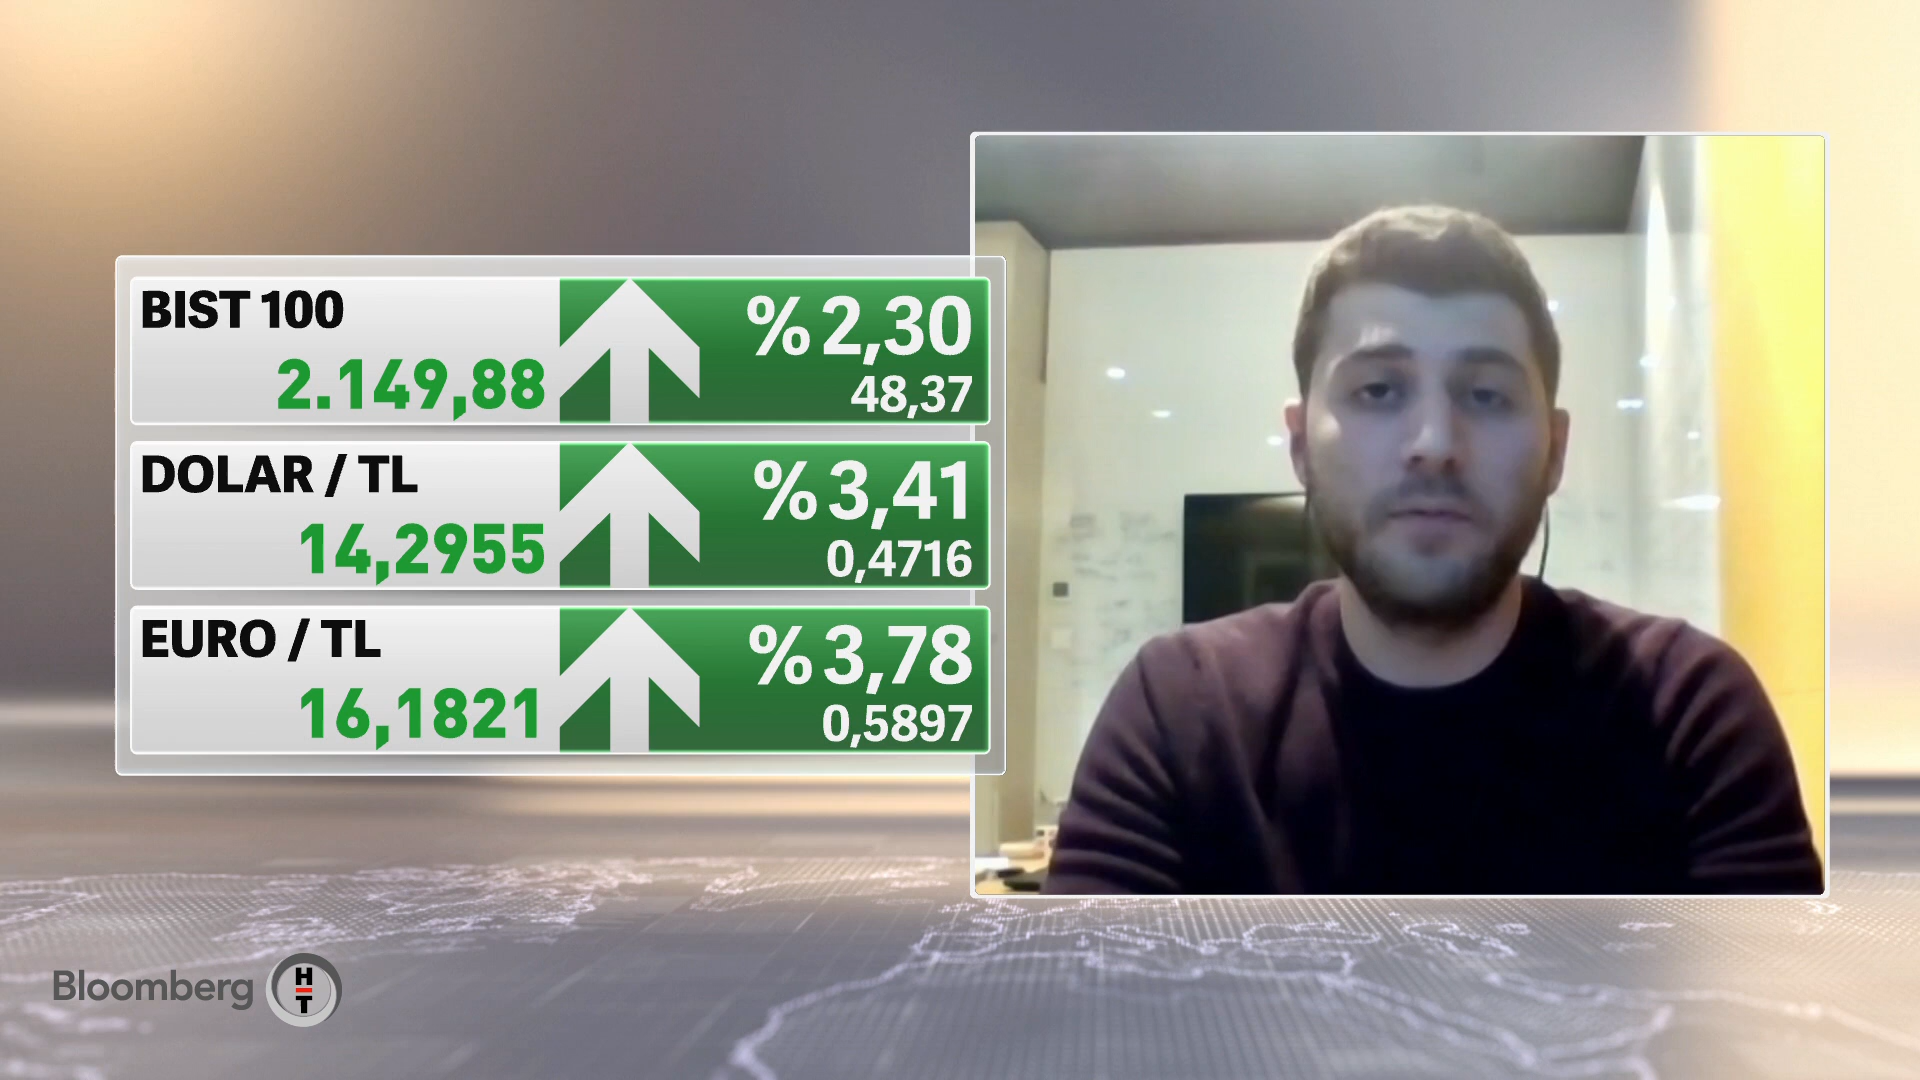 BIST 100
2.149,88
%2,30
48,37
DOLAR / TL
14,2955
%3,41
0,4716
EURO / TL
16,1821
%3,78
0,5897
Bloomberg HT